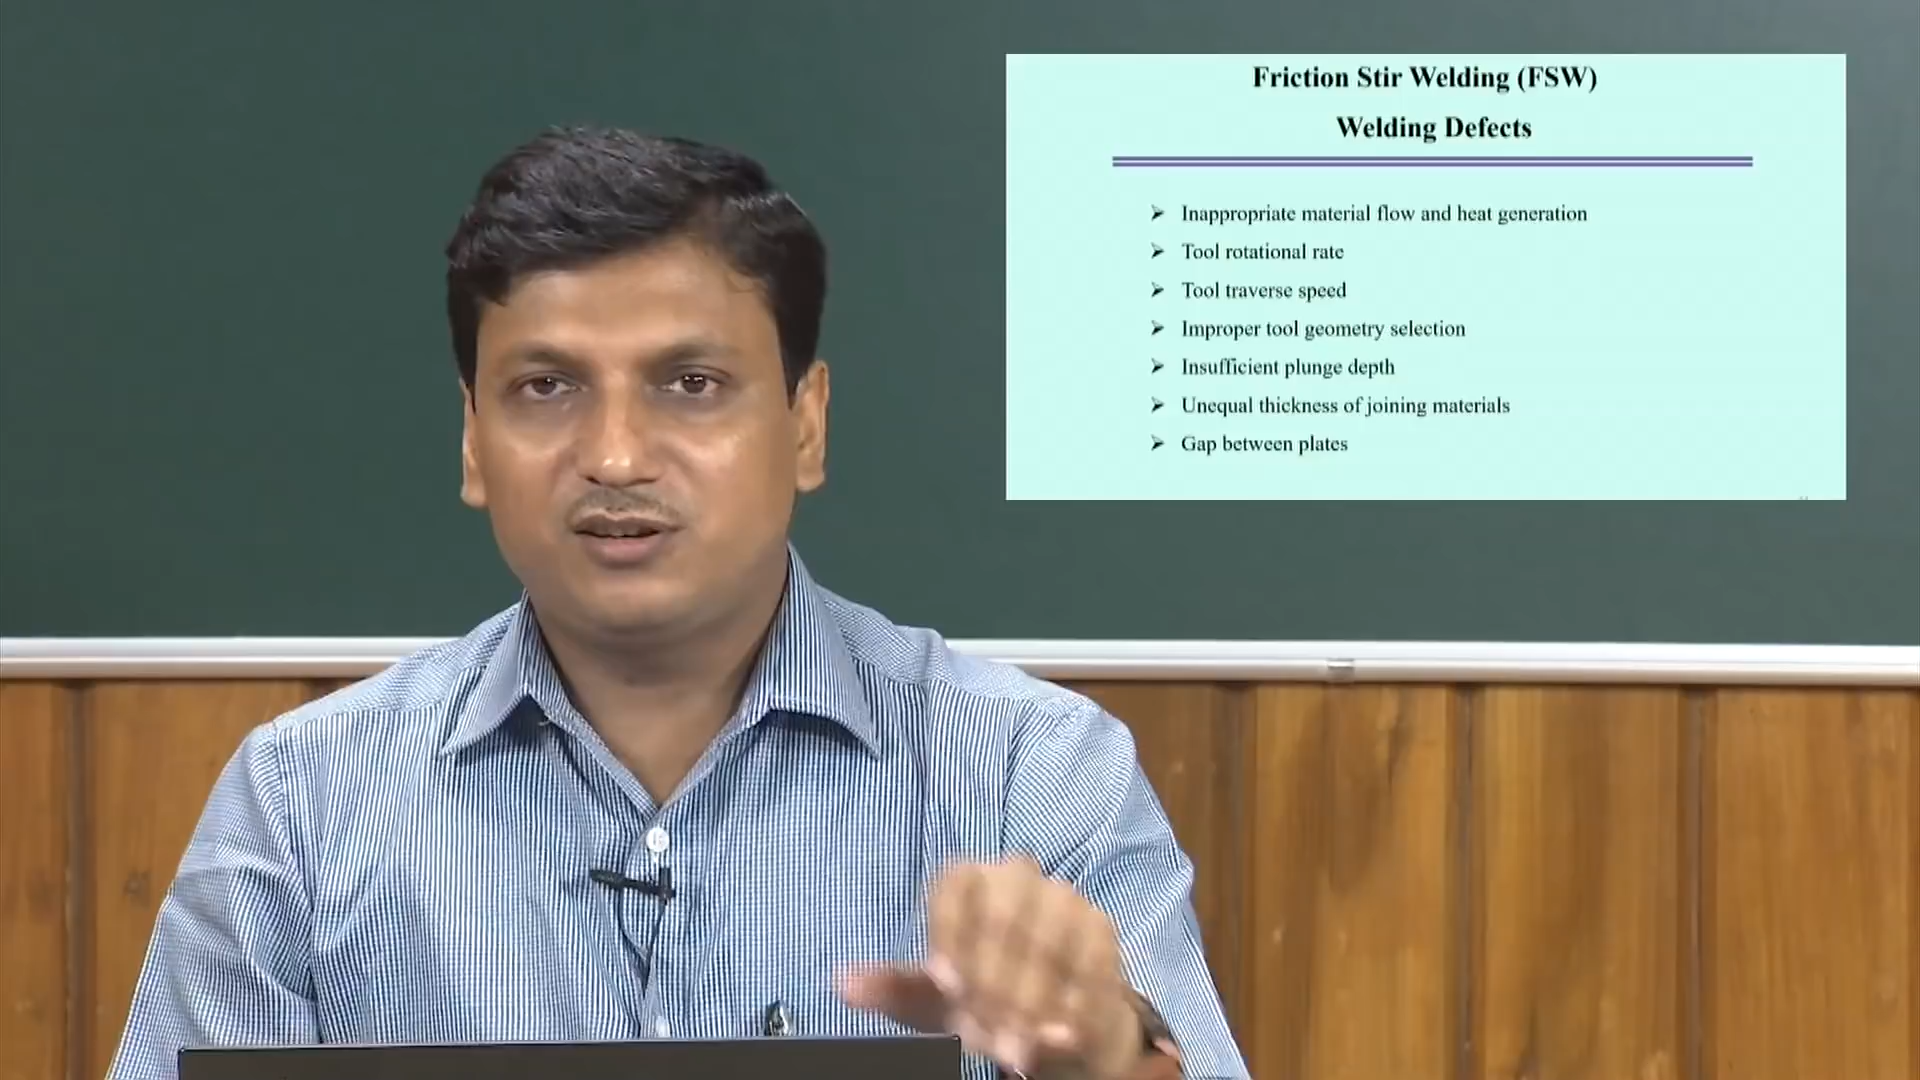 Friction Stir Welding (FSW)
Welding Defects
➢ Inappropriate material flow and heat generation
➢ Tool rotational rate
➢ Tool traverse speed
➢ Improper tool geometry selection
➢ Insufficient plunge depth
➢ Unequal thickness of joining materials
➢ Gap between plates